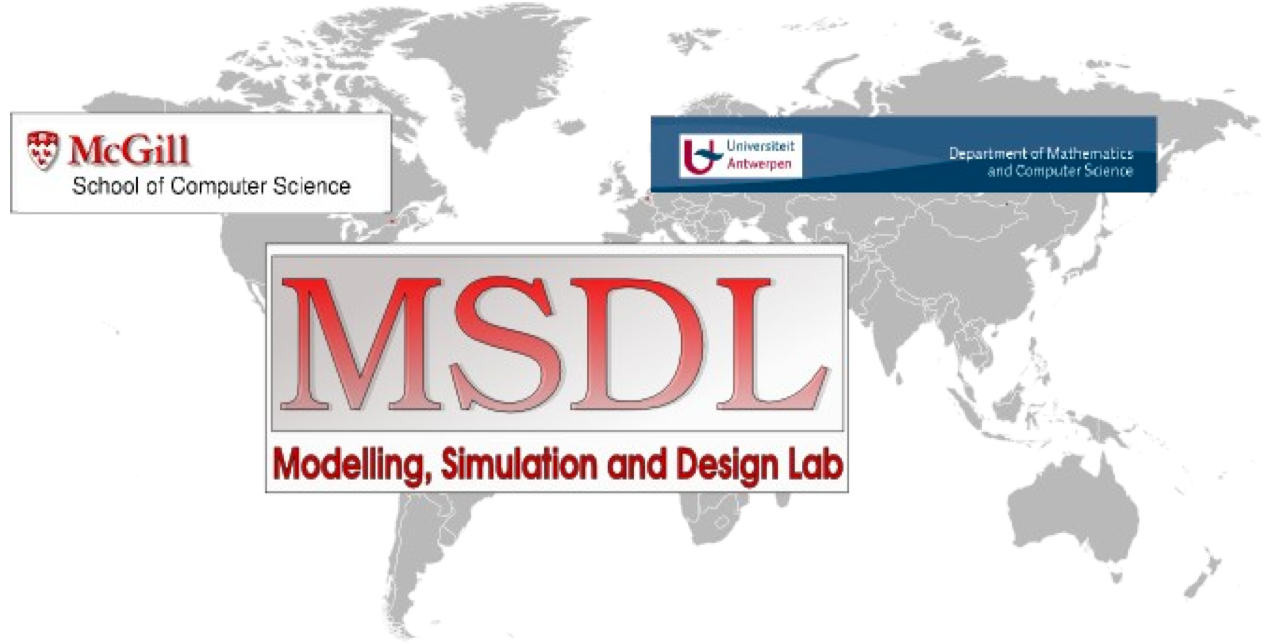 McGill
School of Computer Science
Universiteit
Antwerpen
Department of Mathematics
and Computer Science
MSDL
Modelling, Simulation and Design Lab